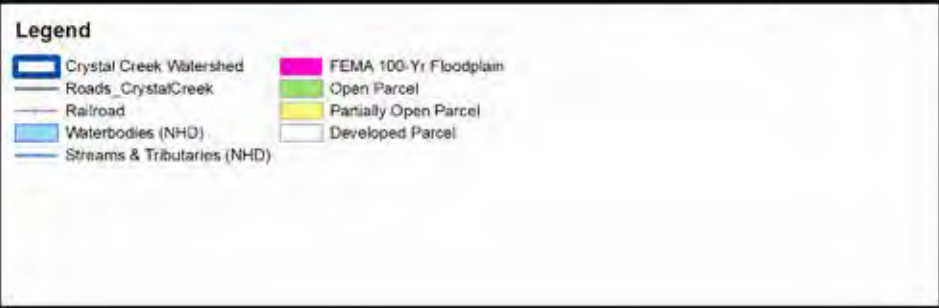 Legend
Crystal Creek Watershed
Roads_CrystalCreek
Railroad
Waterbodies (NHD)
Streams & Tributaries (NHD)
FEMA 100-Yr Floodplain
Open Parcel
Partially Open Parcel
Developed Parcel